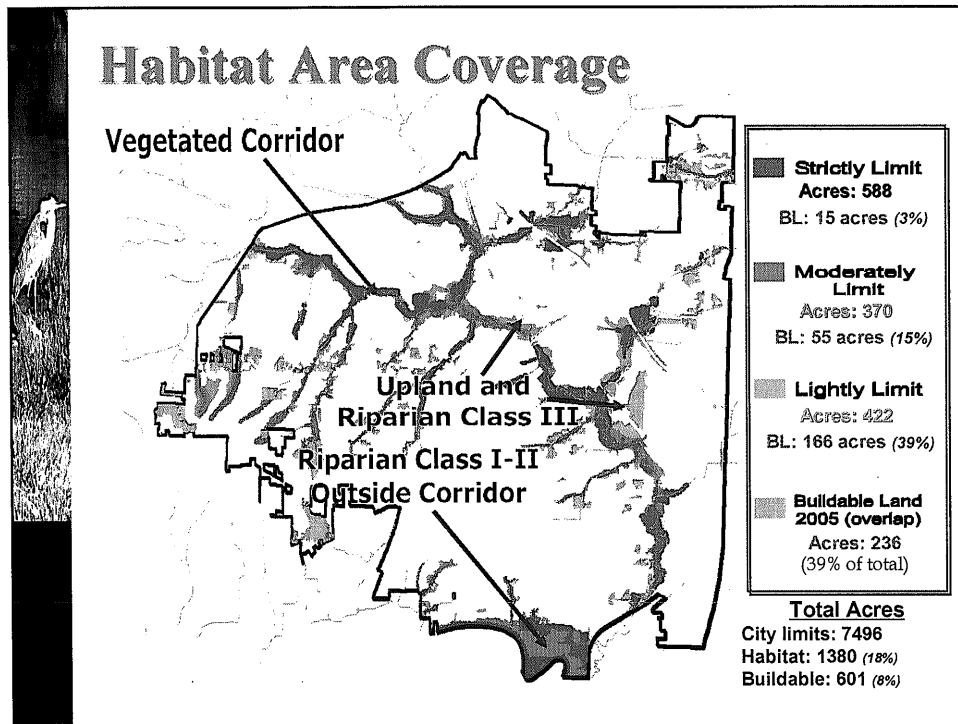 Habitat Area Coverage
Vegetated Corridor
Upland and
Riparian Class III
Riparian Class I-II
Outside Corridor
Strictly Limit
Acres: 588
BL: 15 acres (3%)
Moderately
Limit
Acres: 370
BL: 55 acres (15%)
Lightly Limit
Acres: 422
BL: 166 acres (39%)
Buildable Land
2005 (overlap)
Acres: 236
(39% of total)
Total Acres
City limits: 7496
Habitat: 1380 (18%)
Buildable: 601 (8%)